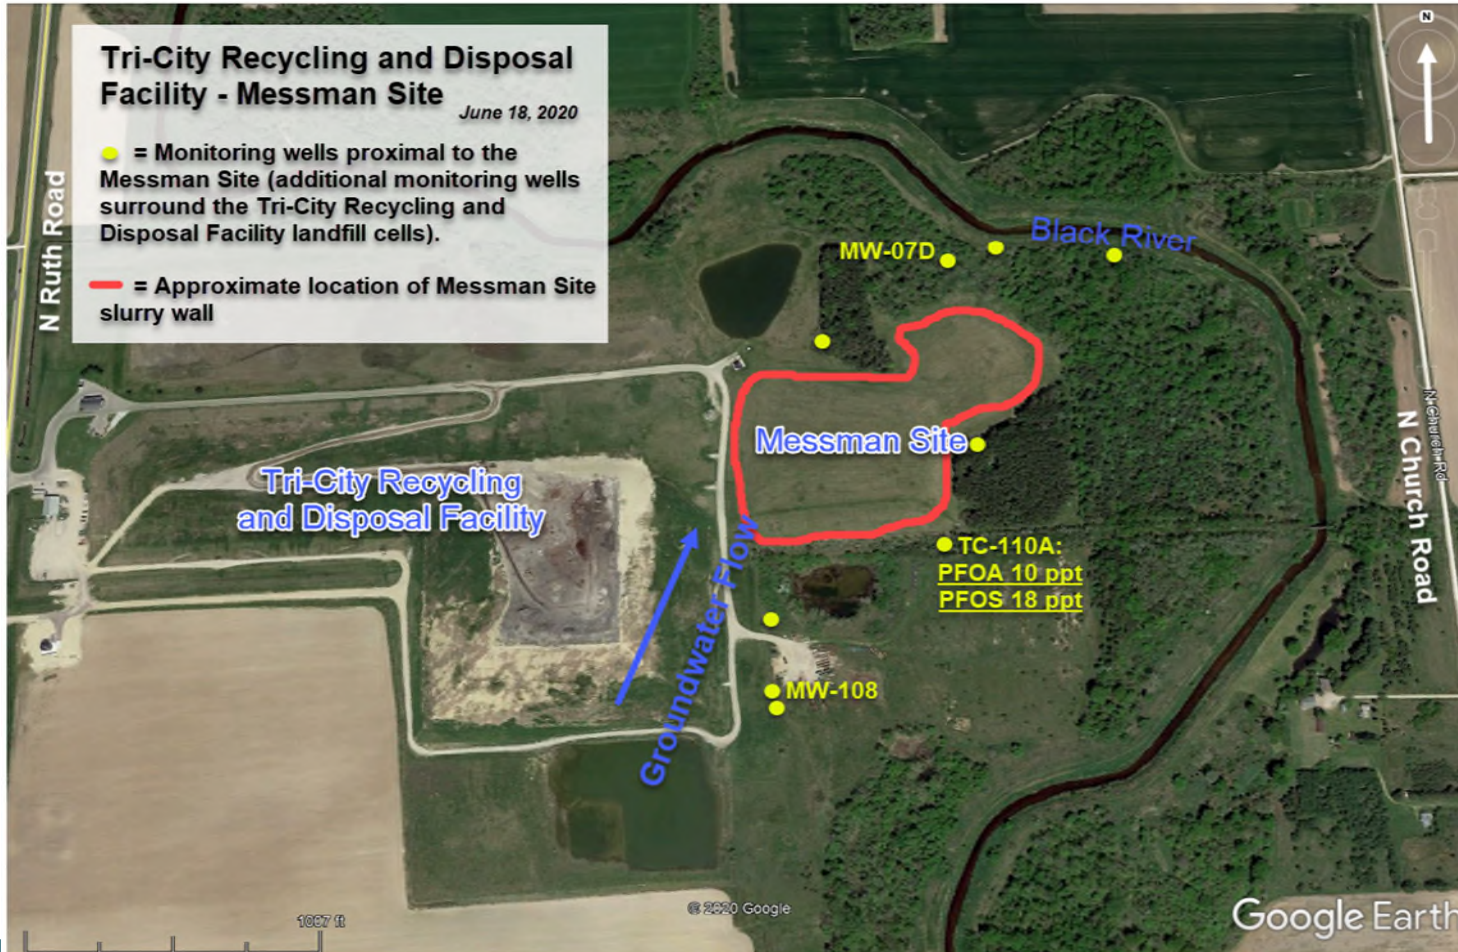 Tri-City Recycling and Disposal
Facility - Messman Site
June 18, 2020
= Monitoring wells proximal to the
Messman Site (additional monitoring wells
surround the Tri-City Recycling and
Disposal Facility landfill cells).
= Approximate location of Messman Site
slurry wall
N
N Ruth Road
Black River
MW-07D
Messman Site
Tri-City Recycling
and Disposal Facility
Groundwater Flow
TC-110A:
PFOA 10 ppt
PFOS 18 ppt
MW-108
N Church Rd
N Church Road
1087 ft
© 2020 Google
Google Earth